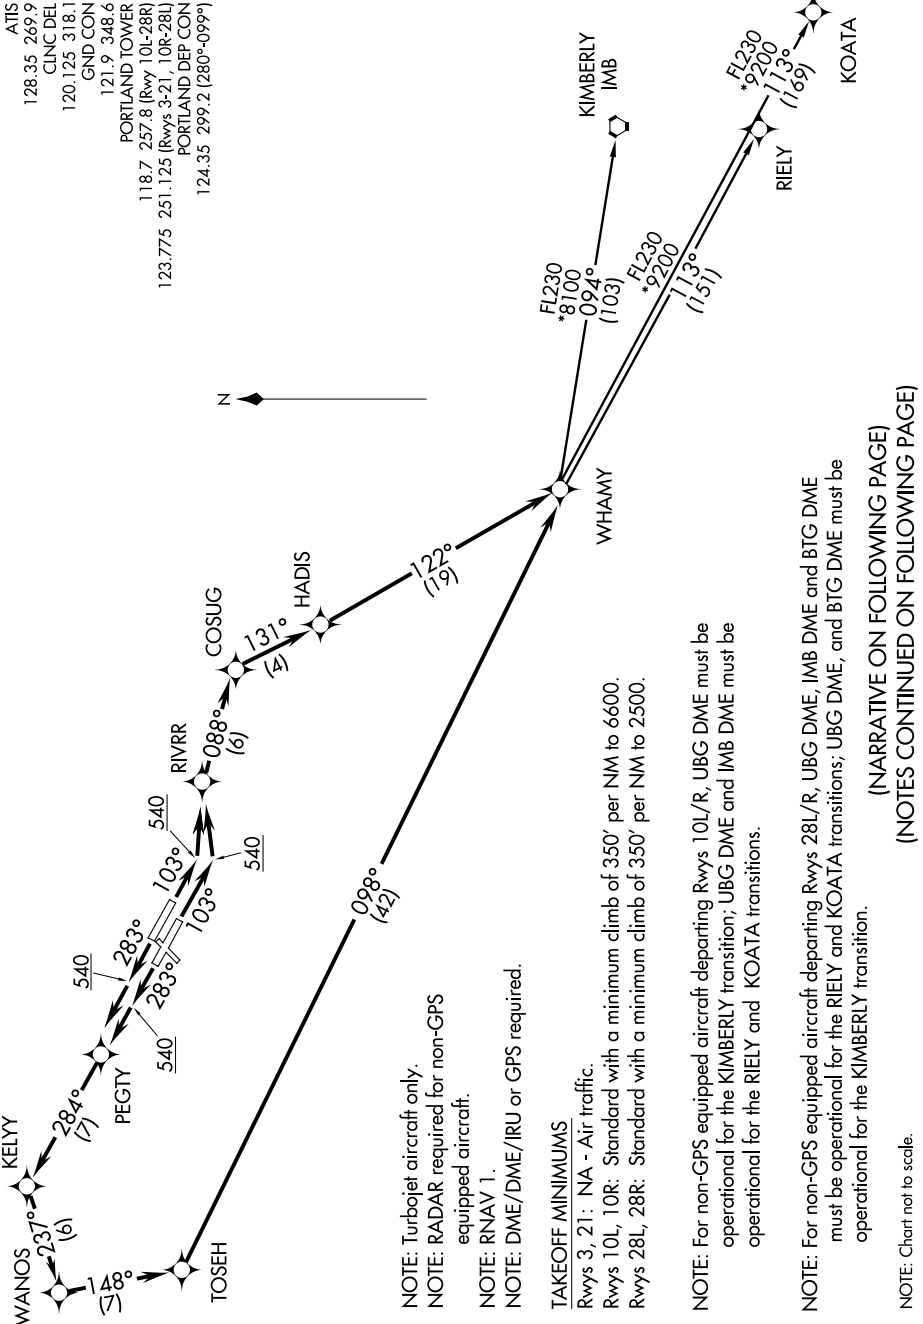 ATIS
128.35 269.9
CLNC DEL
120.125 318.1
GND CON
121.9 348.6
PORTLAND TOWER
118.7 257.8 (Rwy 10L-28R)
123.775 251.125 (Rwys 3-21, 10R-28L)
PORTLAND DEP CON
124.35 299.2 (280°-099°)
N
KELYY
WANOS
237°
(6)
284°
(7)
148°
(7)
TOSEH
PEGTY
540
540
283°
283°
103°
103°
540
540
RIVRR
088°
(6)
COSUG
131°
(4)
HADIS
122°
(19)
098°
(42)
WHAMY
FL230
*8100
094°
(103)
KIMBERLY
IMB
FL230
*9200
113°
(151)
RIELY
FL230
*9200
113°
(169)
KOATA
NOTE: Turbojet aircraft only.
NOTE: RADAR required for non-GPS
equipped aircraft.
NOTE: RNAV 1.
NOTE: DME/DME/IRU or GPS required.
TAKEOFF MINIMUMS
Rwys 3, 21: NA - Air traffic.
Rwys 10L, 10R: Standard with a minimum climb of 350' per NM to 6600.
Rwys 28L, 28R: Standard with a minimum climb of 350' per NM to 2500.
NOTE: For non-GPS equipped aircraft departing Rwys 10L/R, UBG DME must be
operational for the KIMBERLY transition; UBG DME and IMB DME must be
operational for the RIELY and KOATA transitions.
NOTE: For non-GPS equipped aircraft departing Rwys 28L/R, UBG DME, IMB DME and BTG DME
must be operational for the RIELY and KOATA transitions; UBG DME, and BTG DME must be
operational for the KIMBERLY transition.
(NARRATIVE ON FOLLOWING PAGE)
(NOTES CONTINUED ON FOLLOWING PAGE)
NOTE: Chart not to scale.